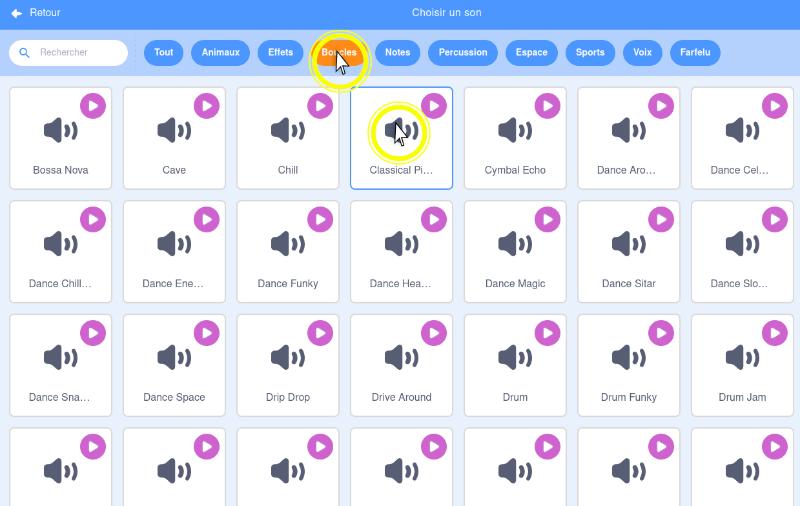 Retour
Choisir un son
Rechercher
Tout
Animaux
Effets
Boucles
Notes
Percussion
Espace
Sports
Voix
Farfelu
Bossa Nova
Cave
Chill
Classical Pi...
Cymbal Echo
Dance Aro...
Dance Cel...
Dance Chill...
Dance Ene...
Dance Funky
Dance Hea...
Dance Magic
Dance Sitar
Dance Slo...
Dance Sna...
Dance Space
Drip Drop
Drive Around
Drum
Drum Funky
Drum Jam